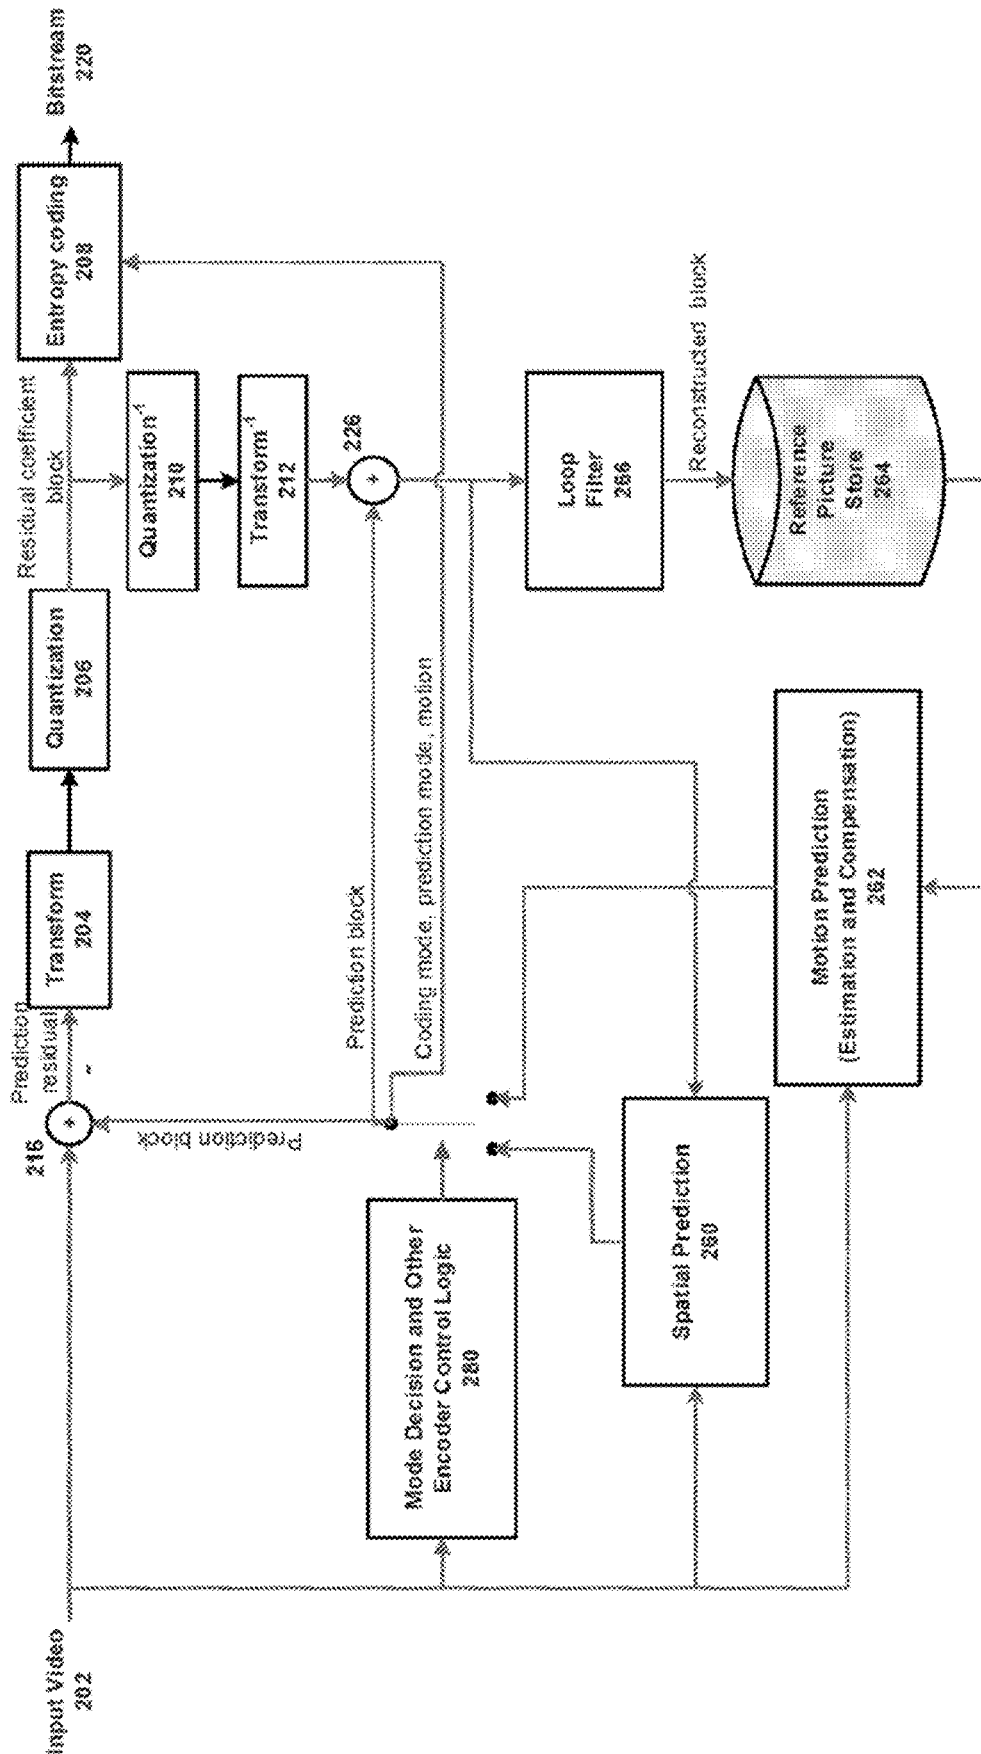 Input Video
202
216
Prediction
residual
-
Transform
204
Quantization
206
Residual coefficient
block
Entropy coding
208
Bitstream
220
Quantization-1
210
Transform-1
212
+
+
226
Prediction block
Prediction block
Coding mode, prediction mode, motion
Mode Decision and Other
Encoder Control Logic
280
Spatial Prediction
260
Motion Prediction
(Estimation and Compensation)
262
Loop
Filter
266
Reconstructed block
Reference
Picture
Store
264